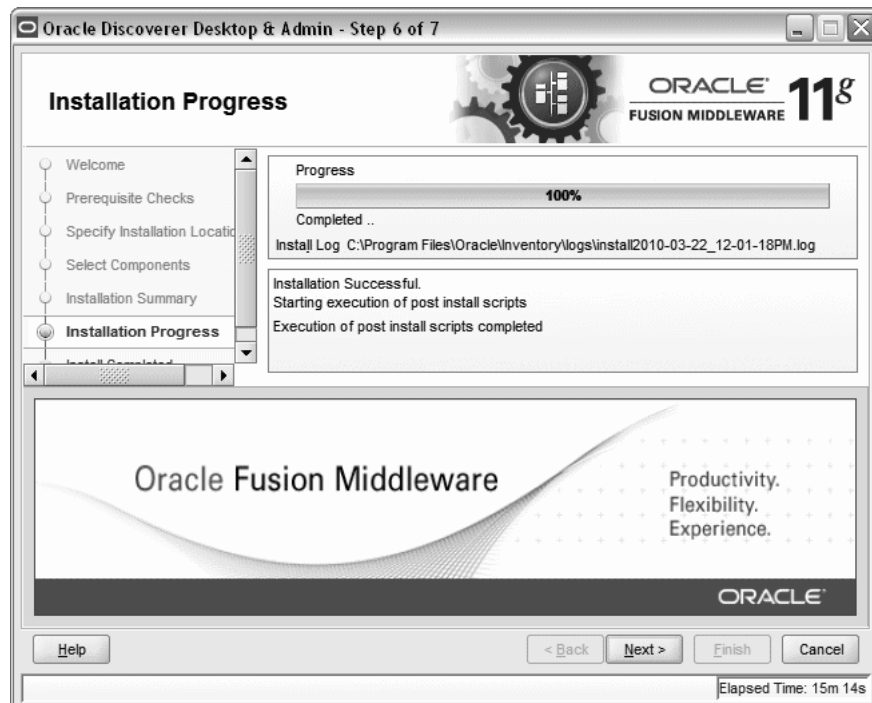 Oracle Discoverer Desktop & Admin - Step 6 of 7
Installation Progress
ORACLE®
FUSION MIDDLEWARE
11g
Welcome
Prerequisite Checks
Specify Installation Locatio
Select Components
Installation Summary
Installation Progress
Install Completed
Progress
100%
Completed ..
Install Log C:\Program Files\Oracle\Inventory\logs\install2010-03-22_12-01-18PM.log
Installation Successful.
Starting execution of post install scripts
Execution of post install scripts completed
Oracle Fusion Middleware
Productivity.
Flexibility.
Experience.
ORACLE®
Help
< Back
Next >
Finish
Cancel
Elapsed Time: 15m 14s